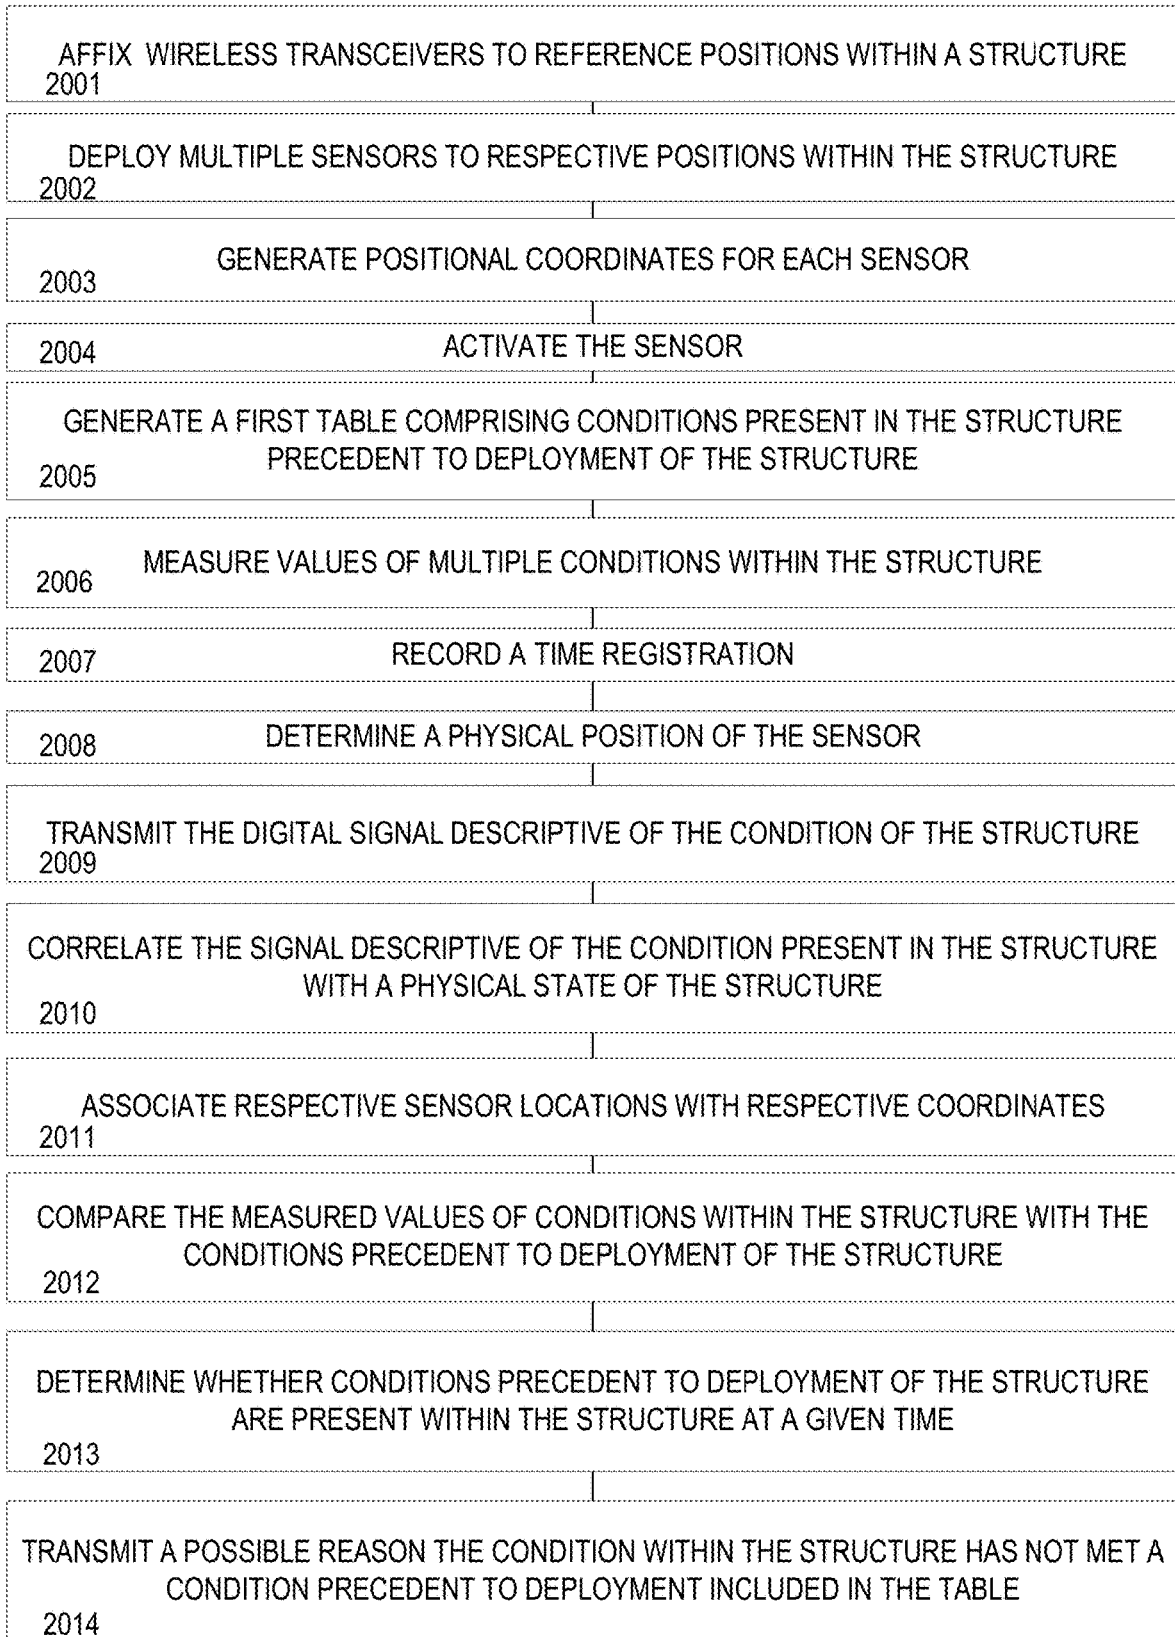 AFFIX WIRELESS TRANSCEIVERS TO REFERENCE POSITIONS WITHIN A STRUCTURE
2001
DEPLOY MULTIPLE SENSORS TO RESPECTIVE POSITIONS WITHIN THE STRUCTURE
2002
GENERATE POSITIONAL COORDINATES FOR EACH SENSOR
2003
2004 ACTIVATE THE SENSOR
GENERATE A FIRST TABLE COMPRISING CONDITIONS PRESENT IN THE STRUCTURE
PRECEDENT TO DEPLOYMENT OF THE STRUCTURE
2005
MEASURE VALUES OF MULTIPLE CONDITIONS WITHIN THE STRUCTURE
2006
2007 RECORD A TIME REGISTRATION
2008 DETERMINE A PHYSICAL POSITION OF THE SENSOR
TRANSMIT THE DIGITAL SIGNAL DESCRIPTIVE OF THE CONDITION OF THE STRUCTURE
2009
CORRELATE THE SIGNAL DESCRIPTIVE OF THE CONDITION PRESENT IN THE STRUCTURE
WITH A PHYSICAL STATE OF THE STRUCTURE
2010
ASSOCIATE RESPECTIVE SENSOR LOCATIONS WITH RESPECTIVE COORDINATES
2011
COMPARE THE MEASURED VALUES OF CONDITIONS WITHIN THE STRUCTURE WITH THE
CONDITIONS PRECEDENT TO DEPLOYMENT OF THE STRUCTURE
2012
DETERMINE WHETHER CONDITIONS PRECEDENT TO DEPLOYMENT OF THE STRUCTURE
ARE PRESENT WITHIN THE STRUCTURE AT A GIVEN TIME
2013
TRANSMIT A POSSIBLE REASON THE CONDITION WITHIN THE STRUCTURE HAS NOT MET A
CONDITION PRECEDENT TO DEPLOYMENT INCLUDED IN THE TABLE
2014